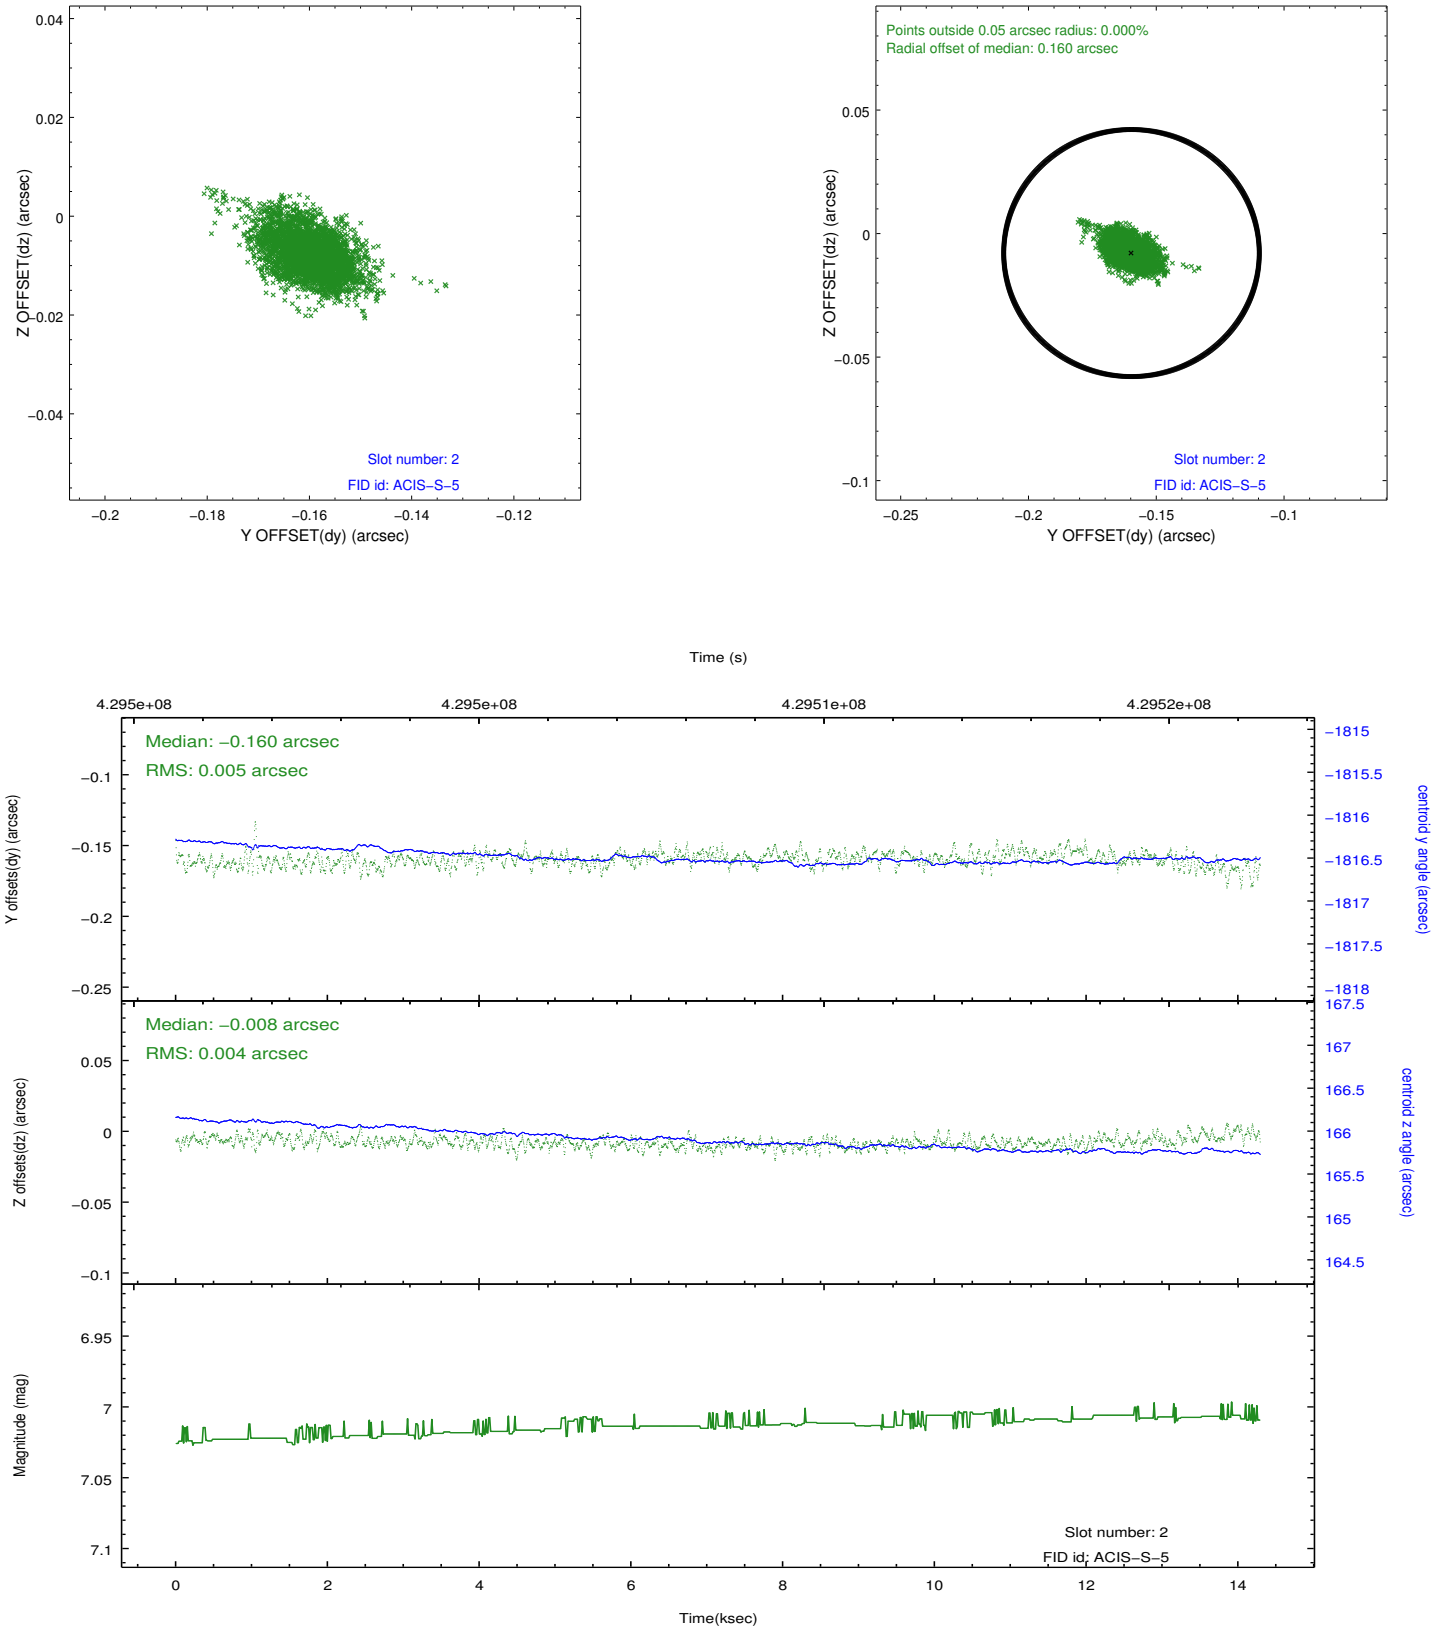 0.04
0.02
0
−0.02
−0.04
Z OFFSET(dz) (arcsec)
Slot number: 2
FID id: ACIS−S−5
−0.2
−0.18
−0.16
−0.14
−0.12
Y OFFSET(dy) (arcsec)
Points outside 0.05 arcsec radius: 0.000%
Radial offset of median: 0.160 arcsec
0.05
0
−0.05
−0.1
Z OFFSET(dz) (arcsec)
Slot number: 2
FID id: ACIS−S−5
−0.25
−0.2
−0.15
−0.1
Y OFFSET(dy) (arcsec)
Time (s)
4.295e+08
4.295e+08
4.2951e+08
4.2952e+08
Median: −0.160 arcsec
RMS: 0.005 arcsec
−0.1
−0.15
−0.2
−0.25
Y offsets(dy) (arcsec)
−1815
−1815.5
−1816
−1816.5
−1817
−1817.5
−1818
centroid y angle (arcsec)
Median: −0.008 arcsec
RMS: 0.004 arcsec
0.05
0
−0.05
−0.1
Z offsets(dz) (arcsec)
167.5
167
166.5
166
165.5
165
164.5
centroid z angle (arcsec)
6.95
7
7.05
7.1
Magnitude (mag)
Slot number: 2
FID id: ACIS−S−5
0
2
4
6
8
10
12
14
Time(ksec)